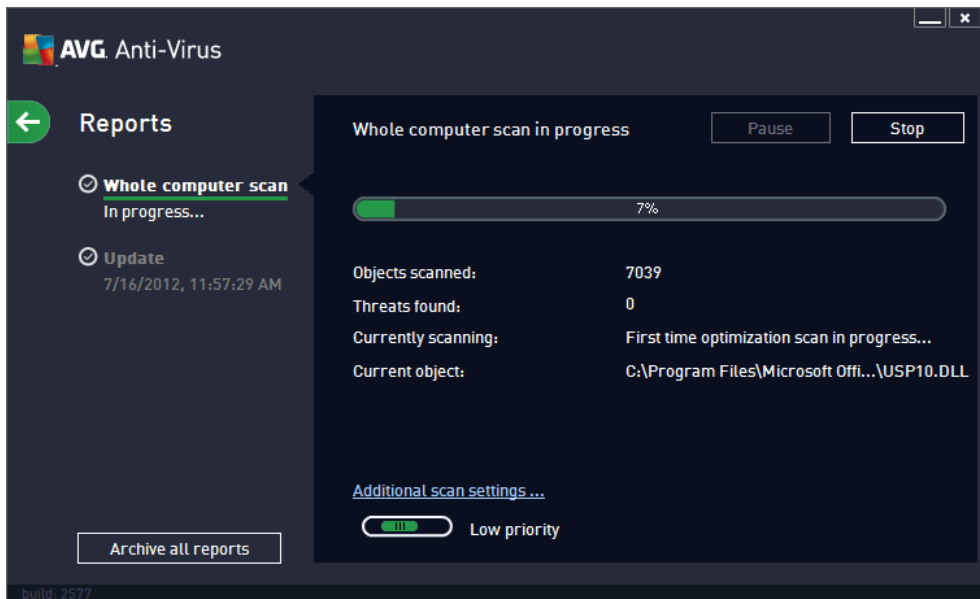 AVG. Anti-Virus
Reports
Whole computer scan
In progress...
Update
7/16/2012, 11:57:29 AM
Archive all reports
Whole computer scan in progress
Pause
Stop
7%
Objects scanned: 7039
Threats found: 0
Currently scanning: First time optimization scan in progress...
Current object: C:\Program Files\Microsoft Offi...\USP10.DLL
Additional scan settings ...
Low priority
build: 2577